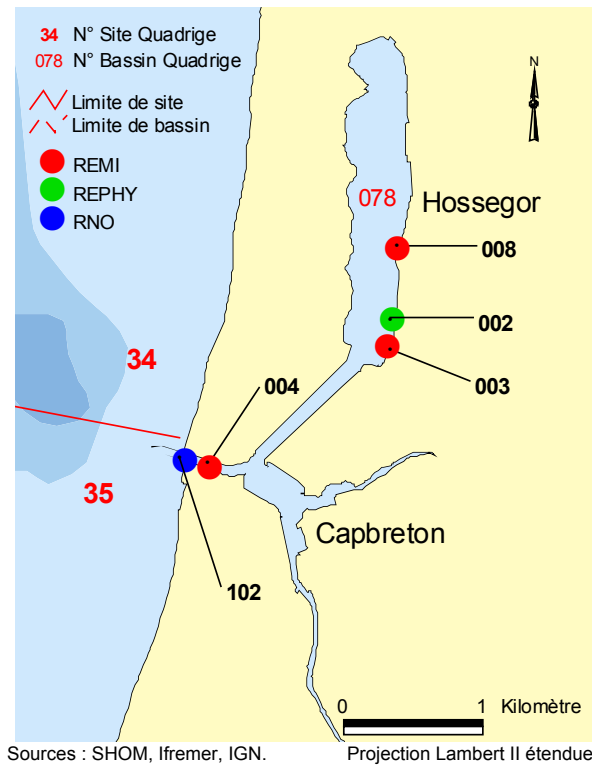 34 N° Site Quadrige
078 N° Bassin Quadrige
Limite de site
Limite de bassin
REMI
REPHY
RNO
N
078
Hossegor
008
002
003
34
004
35
Capbreton
102
0 1 Kilomètre
Sources : SHOM, Ifremer, IGN. Projection Lambert II étendue